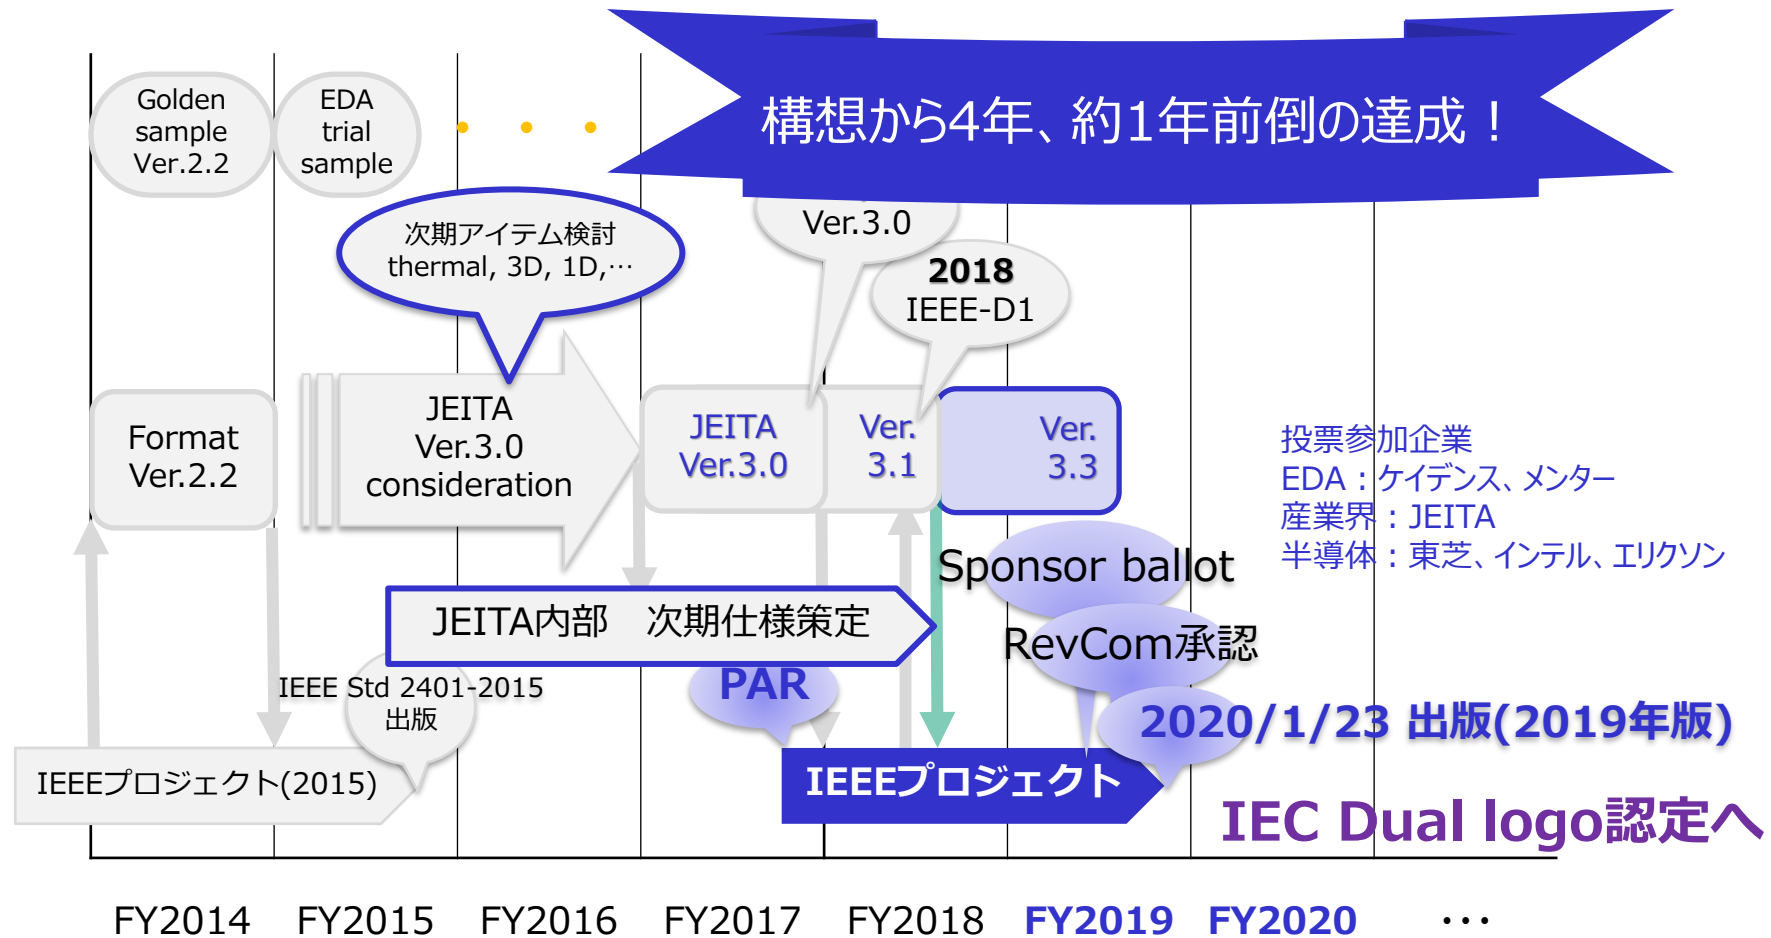 構想から4年、約1年前倒の達成！
Golden
sample
Ver.2.2
EDA
trial
sample
・ ・ ・
次期アイテム検討
thermal, 3D, 1D,…
Ver.3.0
2018
IEEE-D1
Format
Ver.2.2
JEITA
Ver.3.0
consideration
JEITA
Ver.3.0
Ver.
3.1
Ver.
3.3
投票参加企業
EDA：ケイデンス、メンター
産業界：JEITA
半導体：東芝、インテル、エリクソン
Sponsor ballot
JEITA内部　次期仕様策定
RevCom承認
PAR
IEEE Std 2401-2015
出版
2020/1/23 出版(2019年版)
IEEEプロジェクト(2015)
IEEEプロジェクト
IEC Dual logo認定へ
FY2014 FY2015 FY2016 FY2017 FY2018 FY2019 FY2020 ・・・